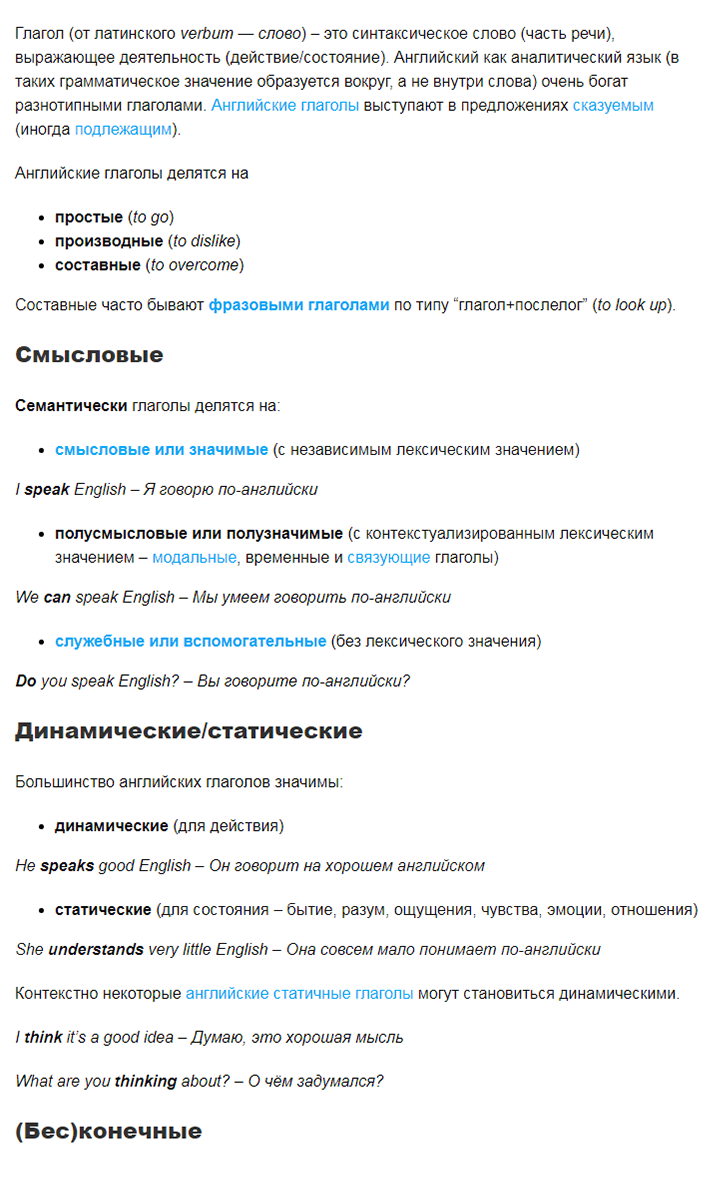 Глагол (от латинского verbum — слово) – это синтаксическое слово (часть речи),
выражающее деятельность (действие/состояние). Английский как аналитический язык (в
таких грамматическое значение образуется вокруг, а не внутри слова) очень богат
разнотипными глаголами. Английские глаголы выступают в предложениях сказуемым
(иногда подлежащим).
Английские глаголы делятся на
• простые (to go)
• производные (to dislike)
• составные (to overcome)
Составные часто бывают фразовыми глаголами по типу “глагол+послелог” (to look up).
Смысловые
Семантически глаголы делятся на:
• смысловые или значимые (с независимым лексическим значением)
I speak English – Я говорю по-английски
• полусмысловые или полузначимые (с контекстуализированным лексическим
значением – модальные, временные и связующие глаголы)
We can speak English – Мы умеем говорить по-английски
• служебные или вспомогательные (без лексического значения)
Do you speak English? – Вы говорите по-английски?
Динамические/статические
Большинство английских глаголов значимы:
• динамические (для действия)
He speaks good English – Он говорит на хорошем английском
• статические (для состояния – бытие, разум, ощущения, чувства, эмоции, отношения)
She understands very little English – Она совсем мало понимает по-английски
Контекстно некоторые английские статичные глаголы могут становиться динамическими.
I think it’s a good idea – Думаю, это хорошая мысль
What are you thinking about? – О чём задумался?
(Бес)конечные